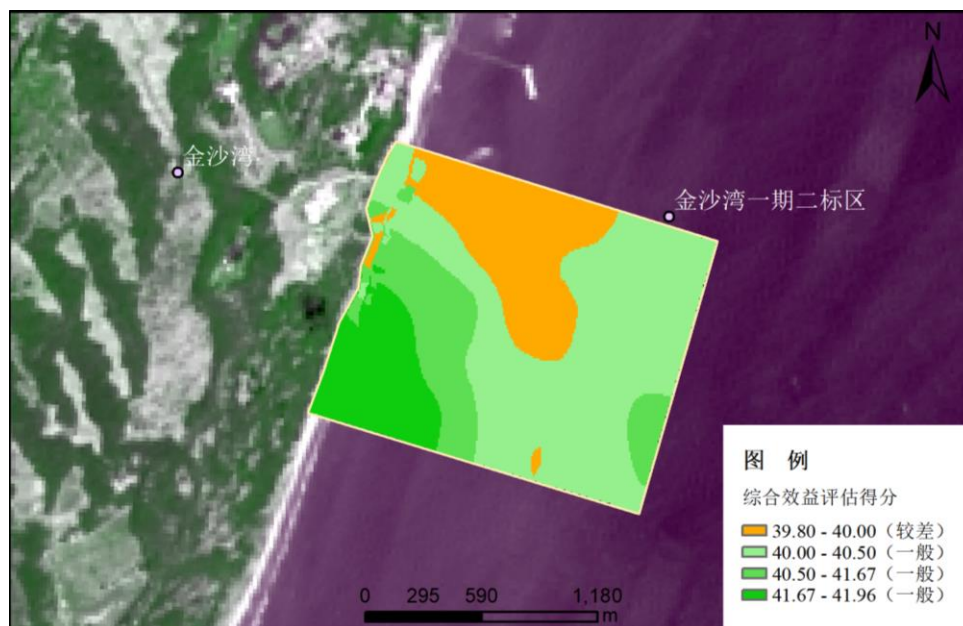 N
金沙湾
金沙湾一期二标区
图 例
综合效益评估得分
39.80 - 40.00（较差）
40.00 - 40.50（一般）
40.50 - 41.67（一般）
41.67 - 41.96（一般）
0 295 590 1,180
m